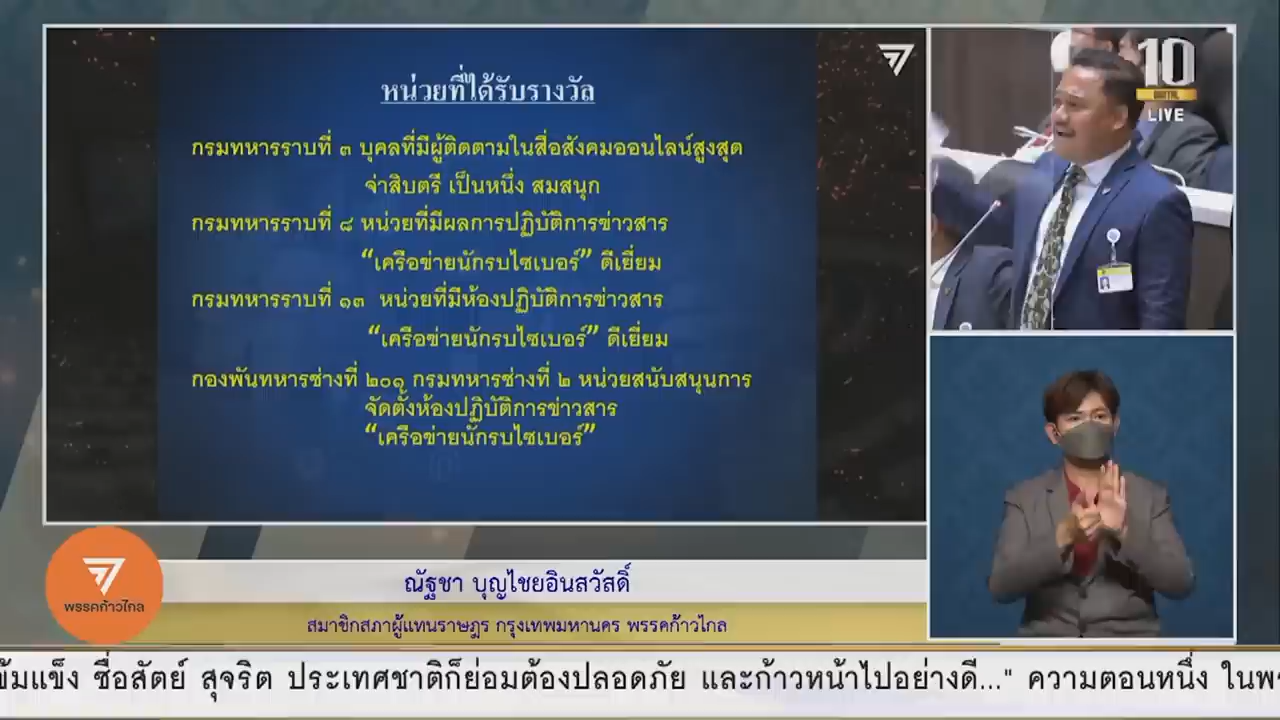 หน่วยที่ได้รับรางวัล
กรมทหารราบที่ ๓ บุคลที่มีผู้ติดตามในสื่อสังคมออนไลน์สูงสุด
จ่าสิบตรี เป็นหนึ่ง สมสนุก
กรมทหารราบที่ ๘ หน่วยที่มีผลการปฏิบัติการข่าวสาร
“เครือข่ายนักรบไซเบอร์” ดีเยี่ยม
กรมทหารราบที่ ๑๓ หน่วยที่มีห้องปฏิบัติการข่าวสาร
“เครือข่ายนักรบไซเบอร์” ดีเยี่ยม
กองพันทหารช่างที่ ๒๐๑ กรมทหารช่างที่ ๒ หน่วยสนับสนุนการ
จัดตั้งห้องปฏิบัติการข่าวสาร
“เครือข่ายนักรบไซเบอร์”
10
DIGITAL
LIVE
พรรคก้าวไกล
ณัฐชา บุญไชยอินสวัสดิ์
สมาชิกสภาผู้แทนราษฎร กรุงเทพมหานคร พรรคก้าวไกล
ข้มแข็ง ซื่อสัตย์ สุจริต ประเทศชาติก็ย่อมต้องปลอดภัย และก้าวหน้าไปอย่างดี..." ความตอนหนึ่ง ในพร